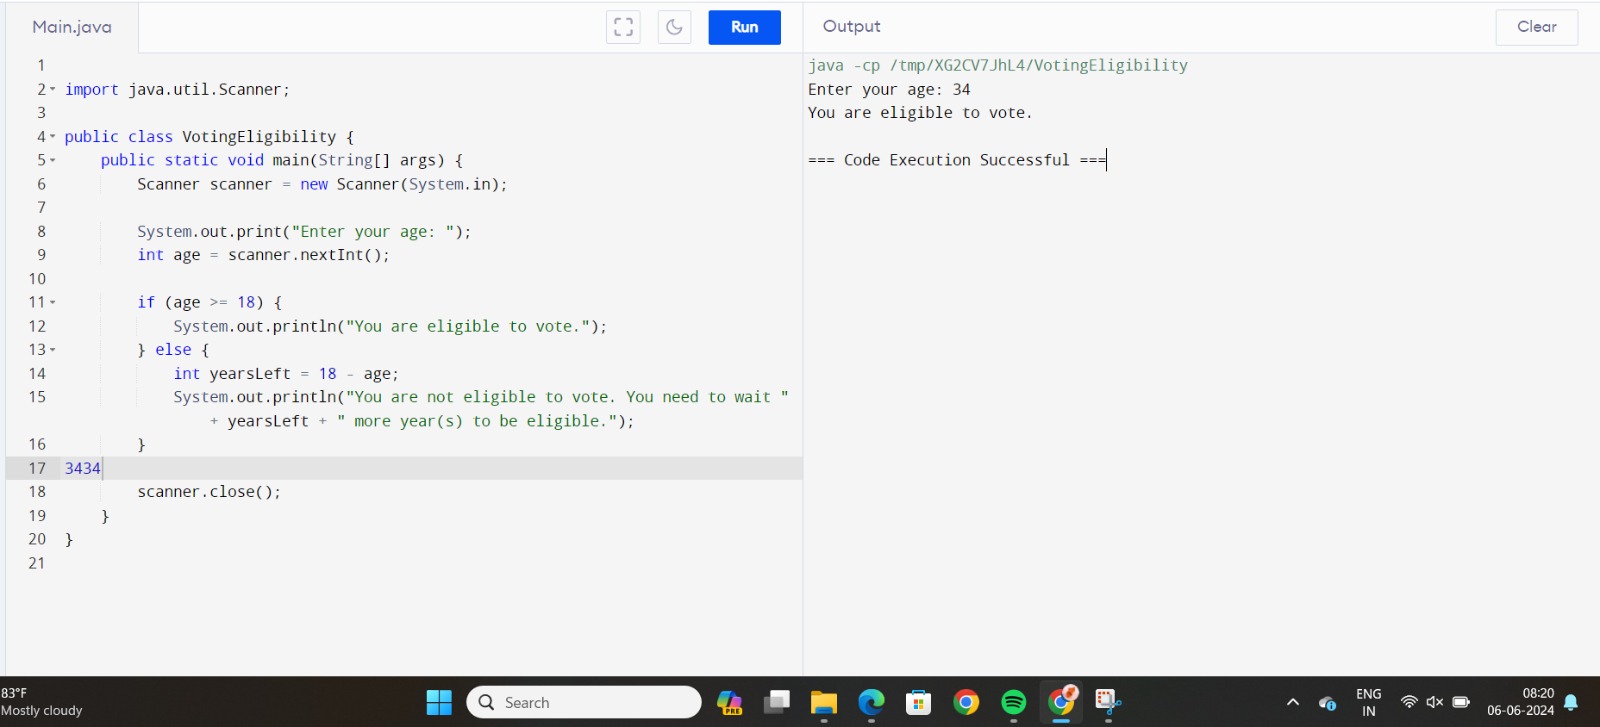 Main.java
Run
Output
Clear
1
2 import java.util.Scanner;
3
4 public class VotingEligibility {
5 public static void main(String[] args) {
6 Scanner scanner = new Scanner(System.in);
7
8 System.out.print("Enter your age: ");
9 int age = scanner.nextInt();
10
11 if (age >= 18) {
12 System.out.println("You are eligible to vote.");
13 } else {
14 int yearsLeft = 18 - age;
15 System.out.println("You are not eligible to vote. You need to wait "
+ yearsLeft + " more year(s) to be eligible.");
16 }
17 3434
18 scanner.close();
19 }
20 }
21
java -cp /tmp/XG2CV7JhL4/VotingEligibility
Enter your age: 34
You are eligible to vote.
=== Code Execution Successful ===
83°F
Mostly cloudy
Search
PRE
ENG
IN
08:20
06-06-2024